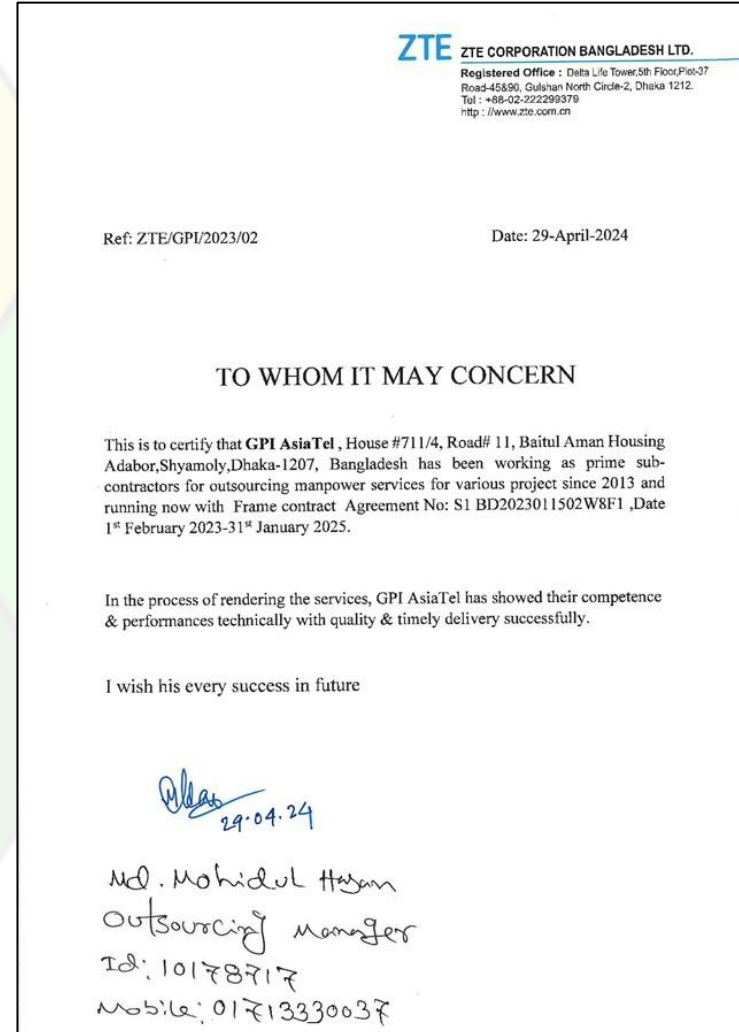 ZTE ZTE CORPORATION BANGLADESH LTD.
Registered Office : Delta Life Tower,5th Floor,Plot-37
Road-45&90, Gulshan North Circle-2, Dhaka 1212.
Tel : +88-02-222299379
http : //www.zte.com.cn
Ref: ZTE/GPI/2023/02 Date: 29-April-2024
TO WHOM IT MAY CONCERN
This is to certify that GPI AsiaTel , House #711/4, Road# 11, Baitul Aman Housing
Adabor,Shyamoly,Dhaka-1207, Bangladesh has been working as prime sub-
contractors for outsourcing manpower services for various project since 2013 and
running now with Frame contract Agreement No: S1 BD2023011502W8F1 ,Date
1st February 2023-31st January 2025.
In the process of rendering the services, GPI AsiaTel has showed their competence
& performances technically with quality & timely delivery successfully.
I wish his every success in future
29.04.24
Md. Mohidul Hasan
Outsourcing Manager
Id: 10178717
Mobile: 01713330037